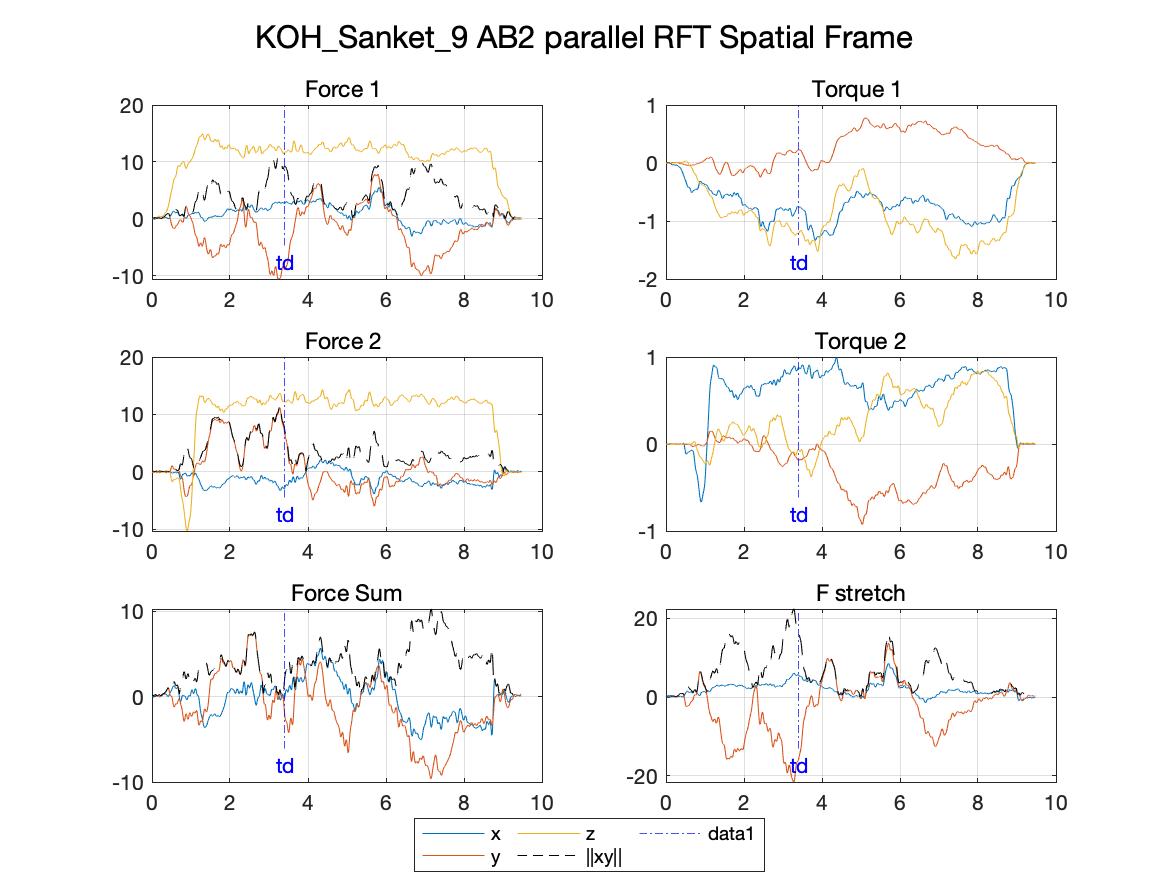 KOH_Sanket_9 AB2 parallel RFT Spatial Frame
Force 1
20
10
0
-10
td
0 2 4 6 8 10
Torque 1
1
0
-1
-2
td
0 2 4 6 8 10
Force 2
20
10
0
-10
td
0 2 4 6 8 10
Torque 2
1
0
-1
td
0 2 4 6 8 10
Force Sum
10
0
-10
td
0 2 4 6 8 10
F stretch
20
0
-20
td
0 2 4 6 8 10
x z data1
y ||xy||